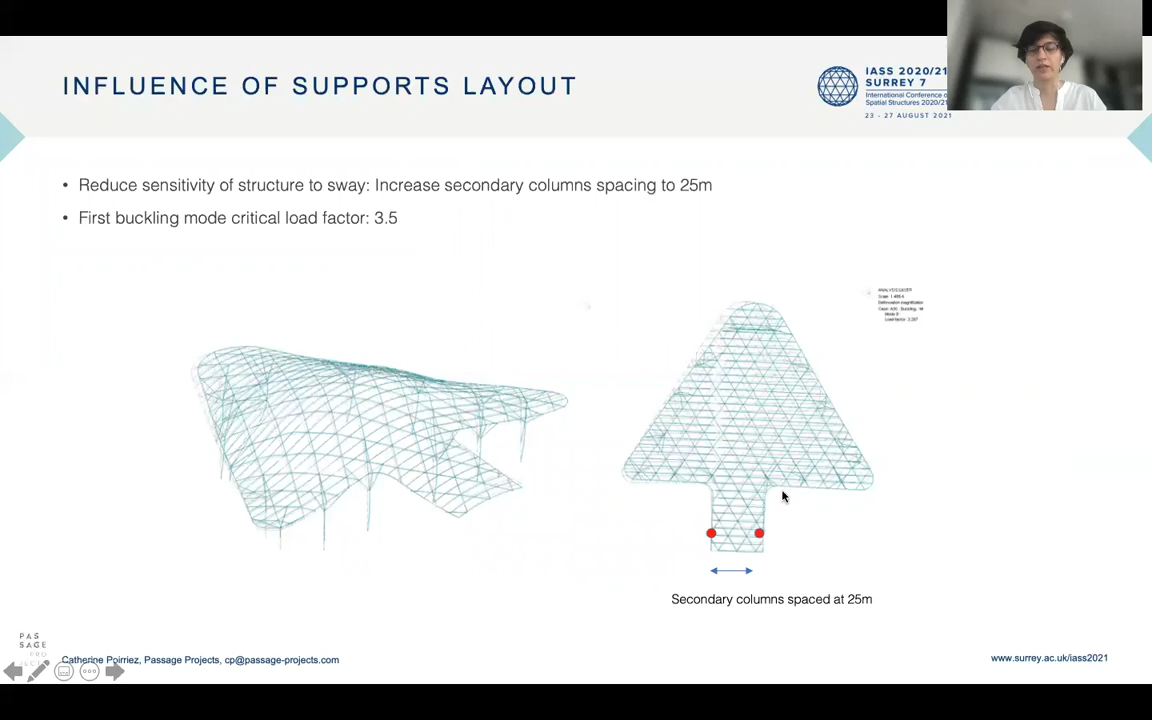 INFLUENCE OF SUPPORTS LAYOUT
IASS 2020/21
SURREY 7
International Conference
Spatial Structures 2020/21
23 - 27 AUGUST 2021
• Reduce sensitivity of structure to sway: Increase secondary columns spacing to 25m
• First buckling mode critical load factor: 3.5
Secondary columns spaced at 25m
PAS
SAGE
PRO
Catherine Poirriez, Passage Projects, cp@passage-projects.com
www.surrey.ac.uk/iass2021